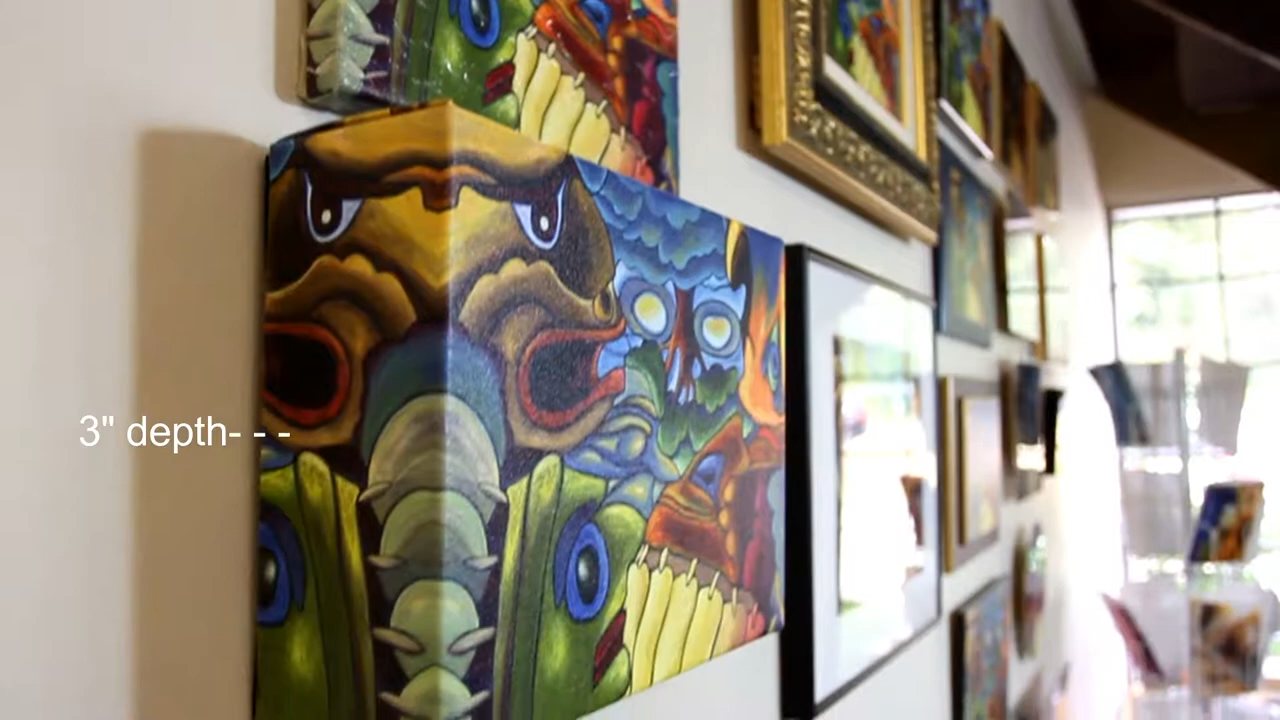 3" depth- - -